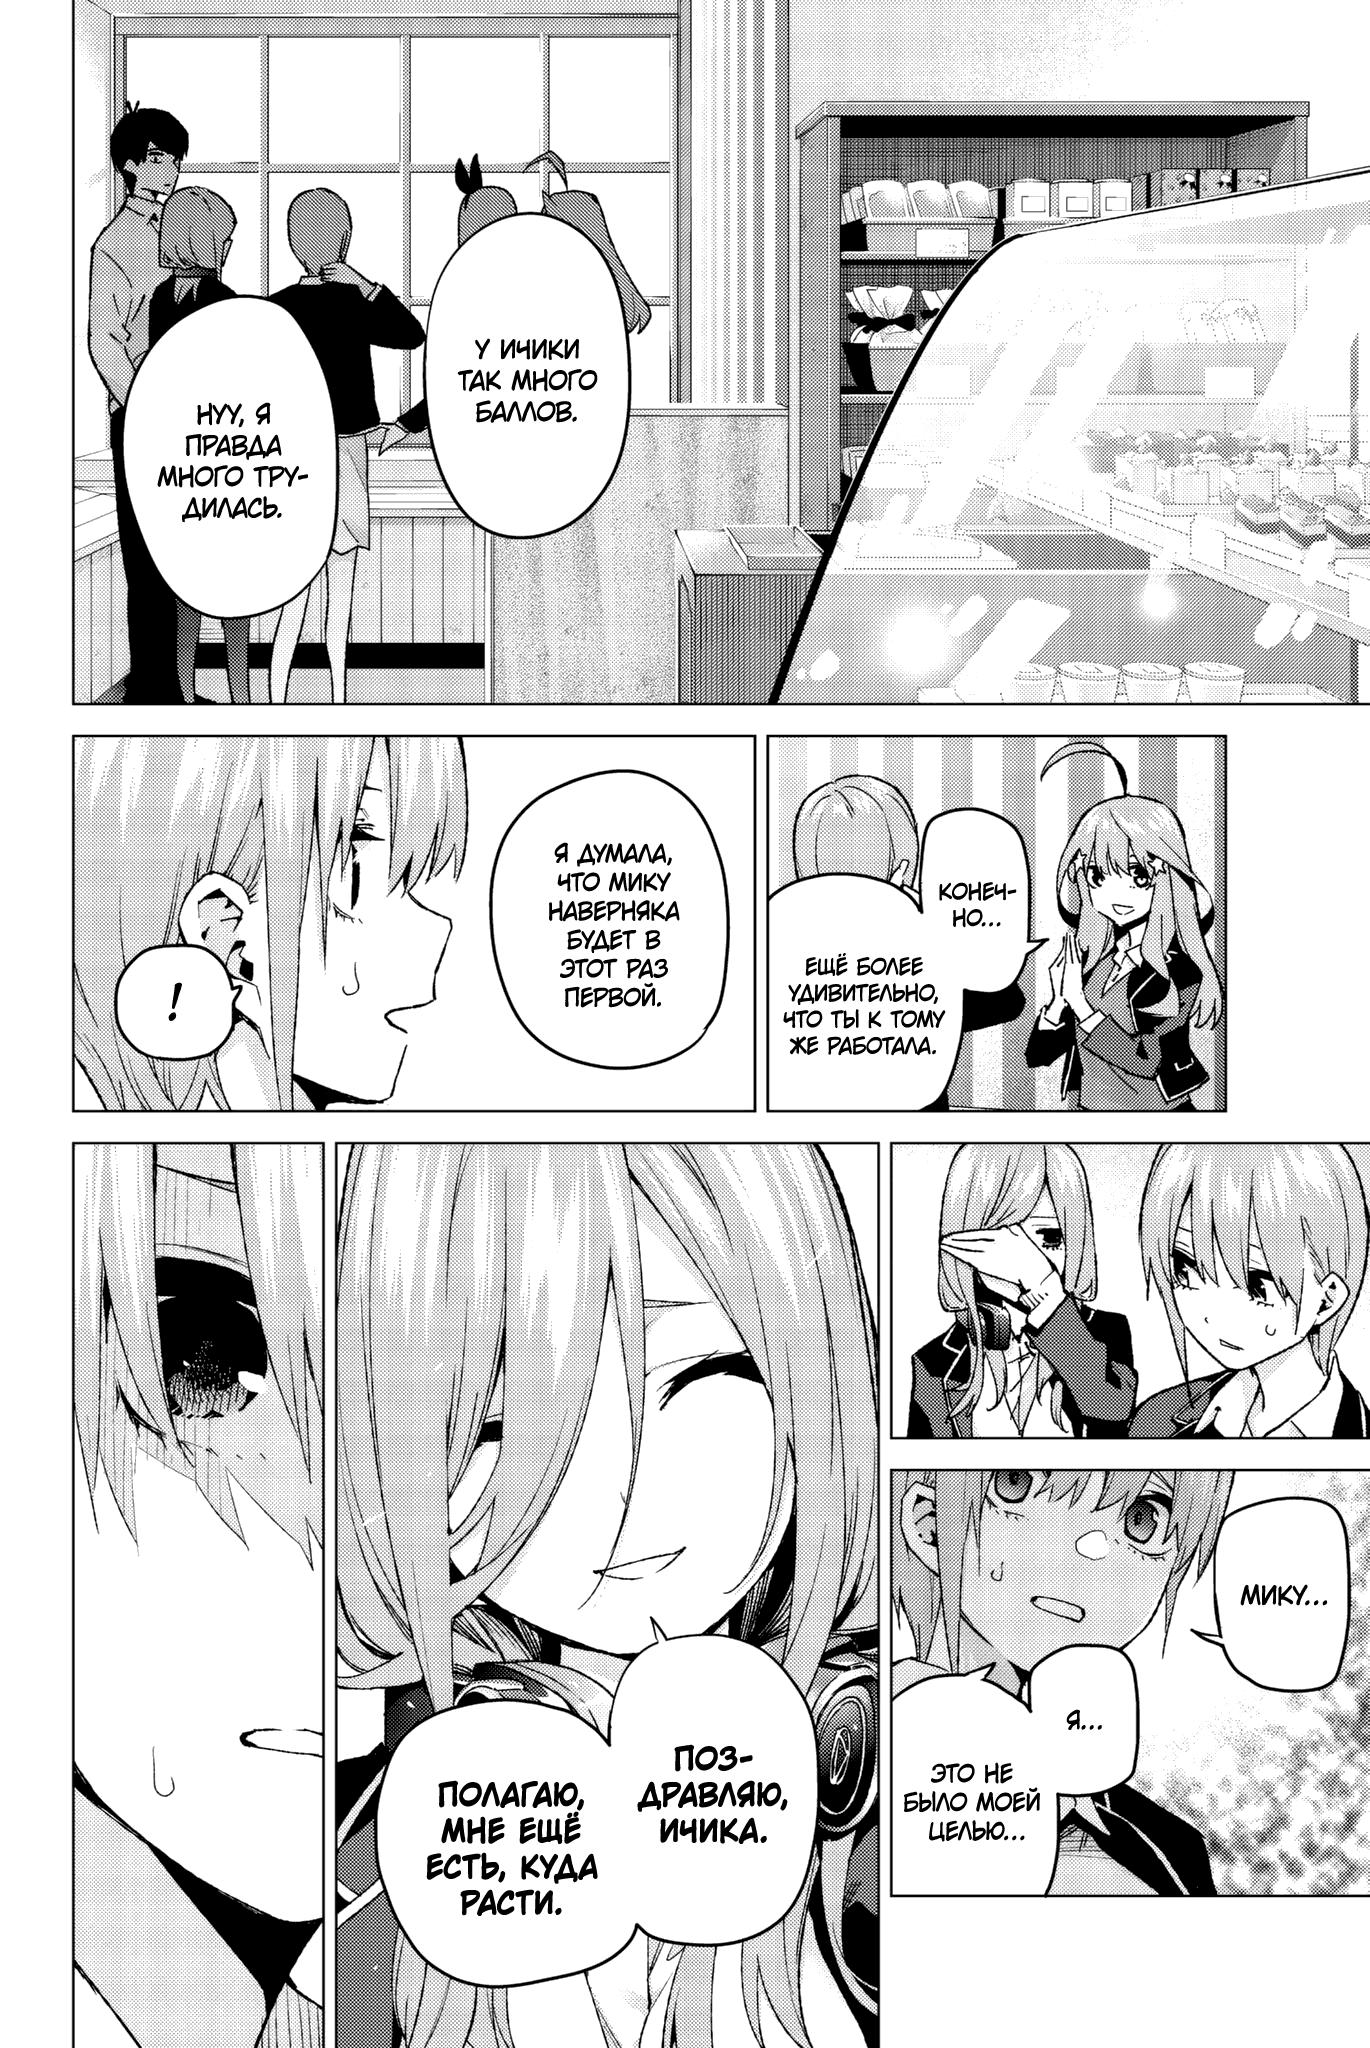 У ИЧИКИ
ТАК МНОГО
БАЛЛОВ.
НУУ, Я
ПРАВДА
МНОГО ТРУ-
ДИЛАСЬ.
КОНЕЧ-
НО...
ЕЩЁ БОЛЕЕ
УДИВИТЕЛЬНО,
ЧТО ТЫ К ТОМУ
ЖЕ РАБОТАЛА.
Я ДУМАЛА,
ЧТО МИКУ
НАВЕРНЯКА
БУДЕТ В
ЭТОТ РАЗ
ПЕРВОЙ.
!
МИКУ...
Я...
ЭТО НЕ
БЫЛО МОЕЙ
ЦЕЛЬЮ...
ПОЗ-
ДРАВЛЯЮ,
ИЧИКА.
ПОЛАГАЮ,
МНЕ ЕЩЁ
ЕСТЬ, КУДА
РАСТИ.